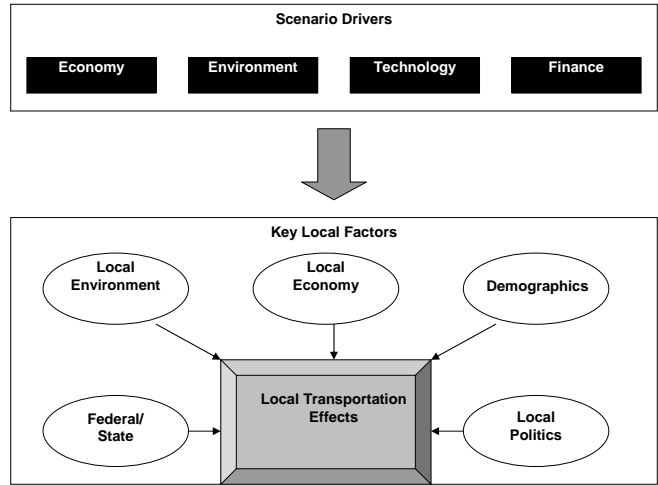 Scenario Drivers
Economy
Environment
Technology
Finance
Key Local Factors
Local
Environment
Local
Economy
Demographics
Local Transportation
Effects
Federal/
State
Local
Politics